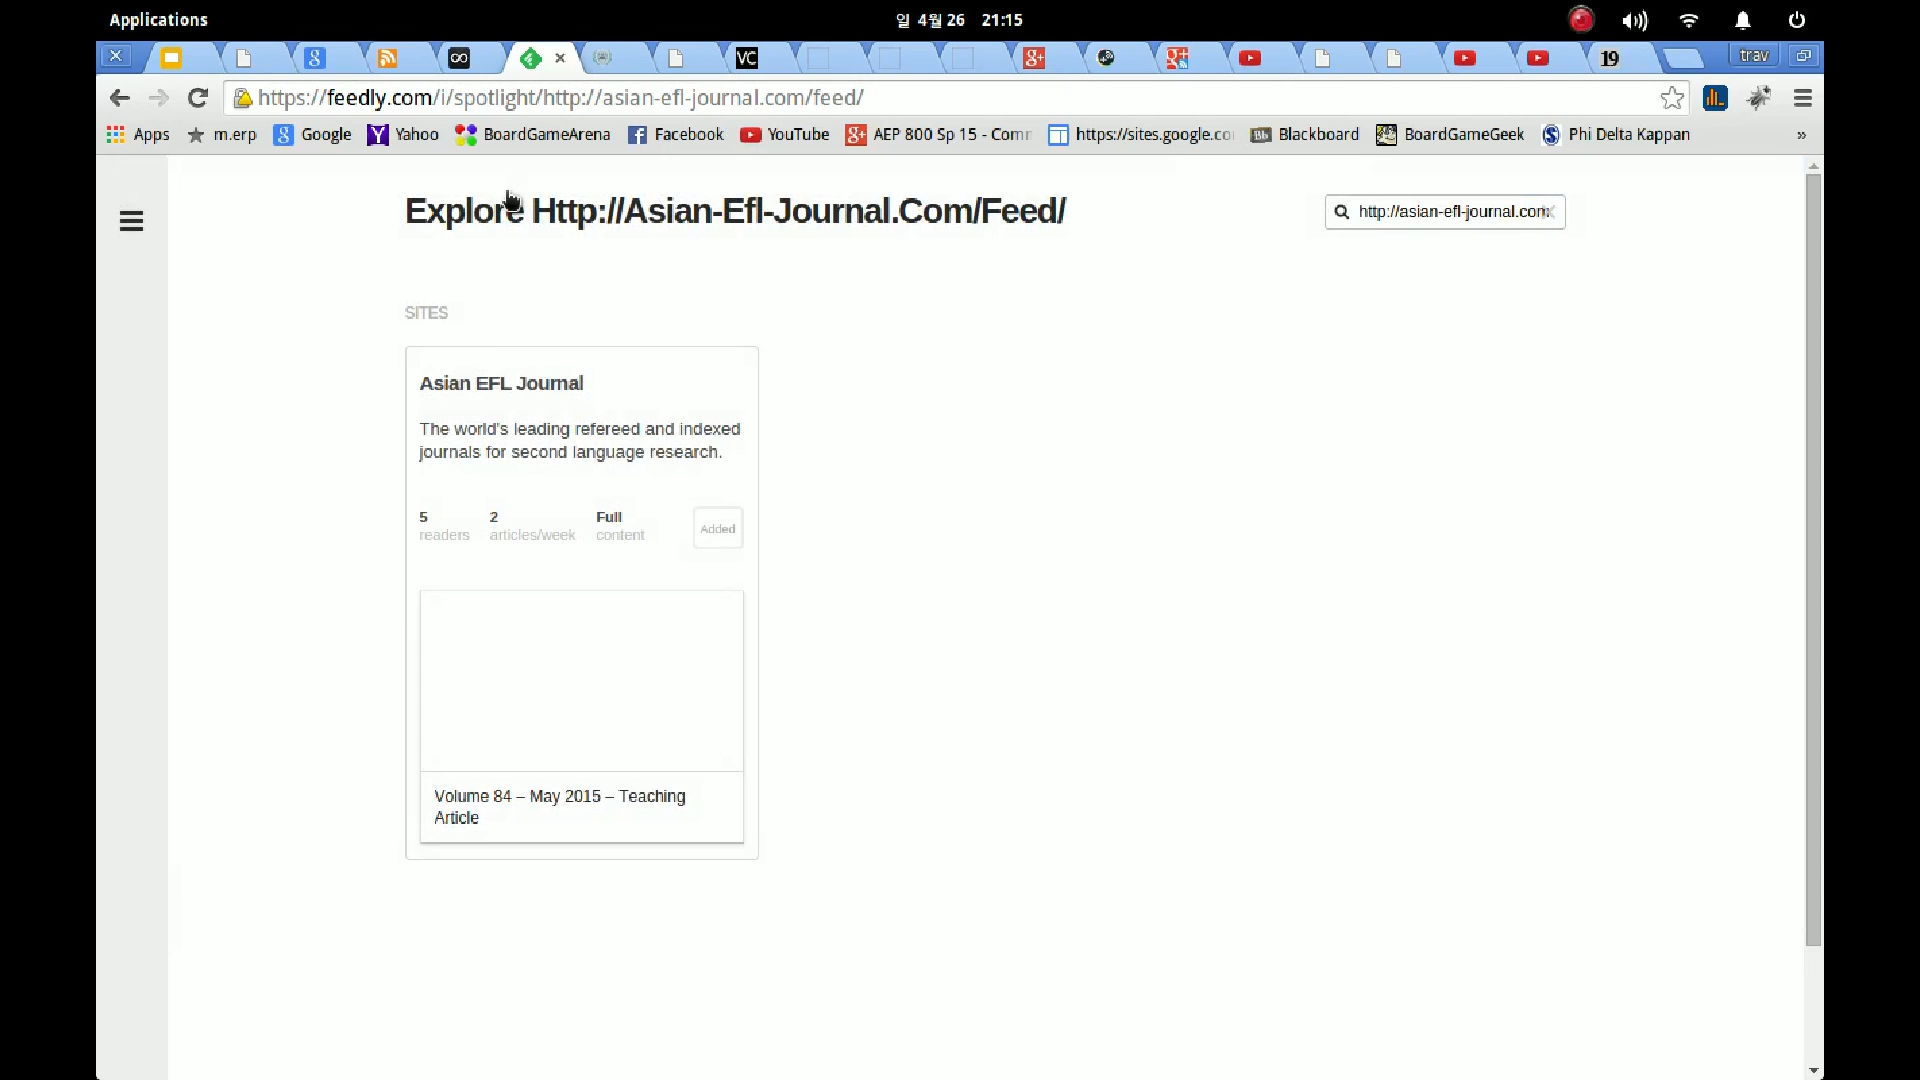 Applications
일 4월 26 21:15
VC
19
trav
https://feedly.com/i/spotlight/http://asian-efl-journal.com/feed/
Apps
m.erp
Google
Yahoo
BoardGameArena
Facebook
YouTube
AEP 800 Sp 15 - Comm
https://sites.google.co
Blackboard
BoardGameGeek
Phi Delta Kappan
»
Explore Http://Asian-Efl-Journal.Com/Feed/
http://asian-efl-journal.com
SITES
Asian EFL Journal
The world's leading refereed and indexed
journals for second language research.
5 2 Full
readers articles/week content
Added
Volume 84 – May 2015 – Teaching
Article